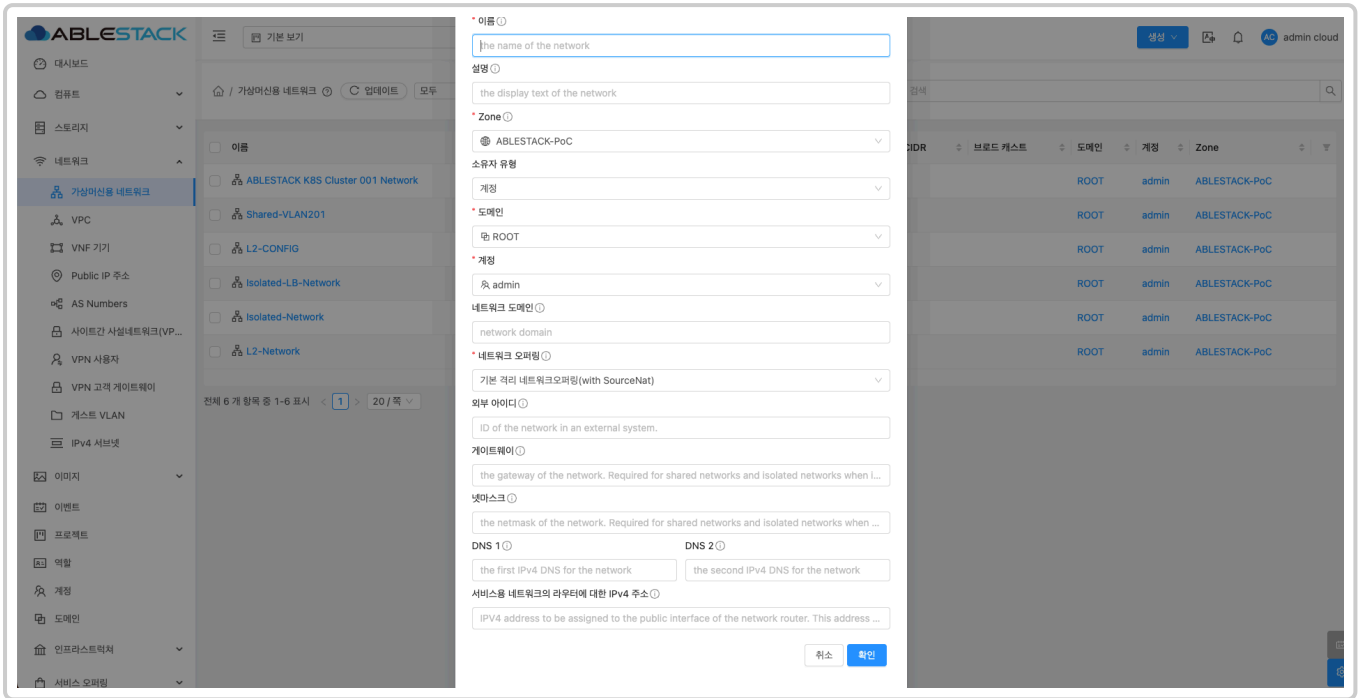 ABLESTACK
기본 보기
생성
AC
admin cloud
대시보드
컴퓨트
스토리지
네트워크
가상머신용 네트워크
VPC
VNF 기기
Public IP 주소
AS Numbers
사이트간 사설네트워크(VP...
VPN 사용자
VPN 고객 게이트웨이
게스트 VLAN
IPv4 서브넷
이미지
이벤트
프로젝트
역할
계정
도메인
인프라스트럭쳐
서비스 오퍼링
/ 가상머신용 네트워크
업데이트
모두
검색
이름
CIDR
브로드 캐스트
도메인
계정
Zone
ABLESTACK K8S Cluster 001 Network
ROOT
admin
ABLESTACK-PoC
Shared-VLAN201
ROOT
admin
ABLESTACK-PoC
L2-CONFIG
ROOT
admin
ABLESTACK-PoC
Isolated-LB-Network
ROOT
admin
ABLESTACK-PoC
Isolated-Network
ROOT
admin
ABLESTACK-PoC
L2-Network
ROOT
admin
ABLESTACK-PoC
전체 6 개 항목 중 1-6 표시 < 1 > 20 / 쪽
* 이름
the name of the network
설명
the display text of the network
* Zone
ABLESTACK-PoC
소유자 유형
계정
* 도메인
ROOT
* 계정
admin
네트워크 도메인
network domain
* 네트워크 오퍼링
기본 격리 네트워크오퍼링(with SourceNat)
외부 아이디
ID of the network in an external system.
게이트웨이
the gateway of the network. Required for shared networks and isolated networks when i...
넷마스크
the netmask of the network. Required for shared networks and isolated networks when ...
DNS 1
DNS 2
the first IPv4 DNS for the network
the second IPv4 DNS for the network
서비스용 네트워크의 라우터에 대한 IPv4 주소
IPV4 address to be assigned to the public interface of the network router. This address ...
취소
확인